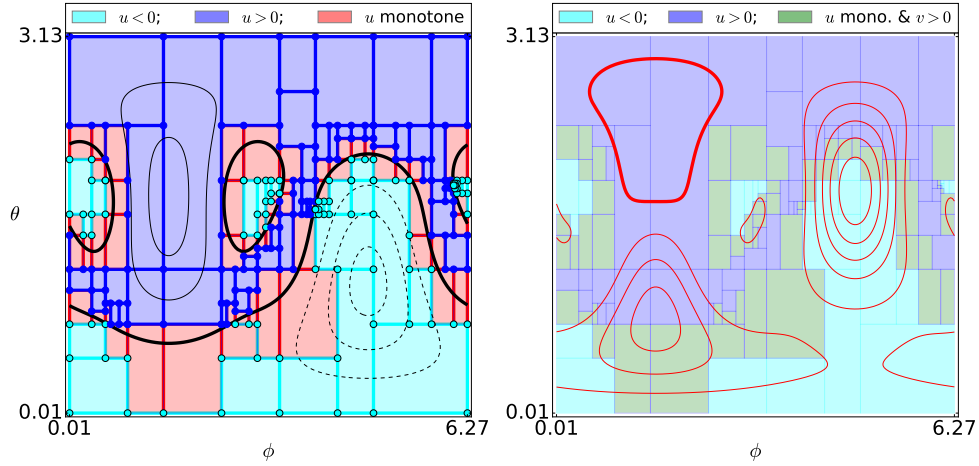 u < 0; u > 0; u monotone
3.13
θ
0.01
0.01 6.27
ϕ
u < 0; u > 0; u mono. & v > 0
3.13
0.01
0.01 6.27
ϕ